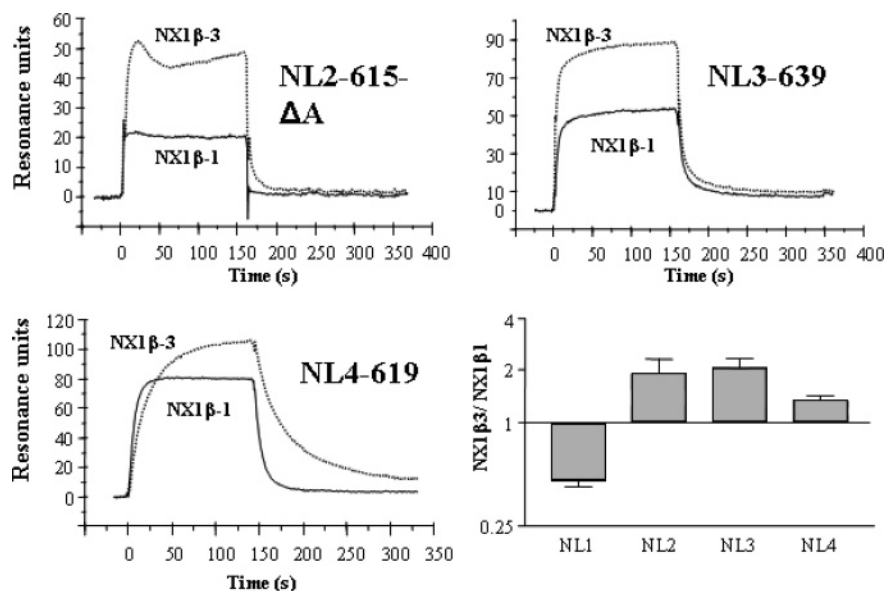 Resonance units
60
50
40
30
20
10
0
NX1β-3
NX1β-1
NL2-615-
ΔA
0 50 100 150 200 250 300 350 400
Time (s)
90
70
50
30
10
0
NX1β-3
NX1β-1
NL3-639
0 50 100 150 200 250 300 350 400
Time (s)
Resonance units
120
100
80
60
40
20
0
NX1β-3
NX1β-1
NL4-619
0 50 100 150 200 250 300 350
Time (s)
NX1β3/ NX1β1
4
2
1
0.25
NL1 NL2 NL3 NL4